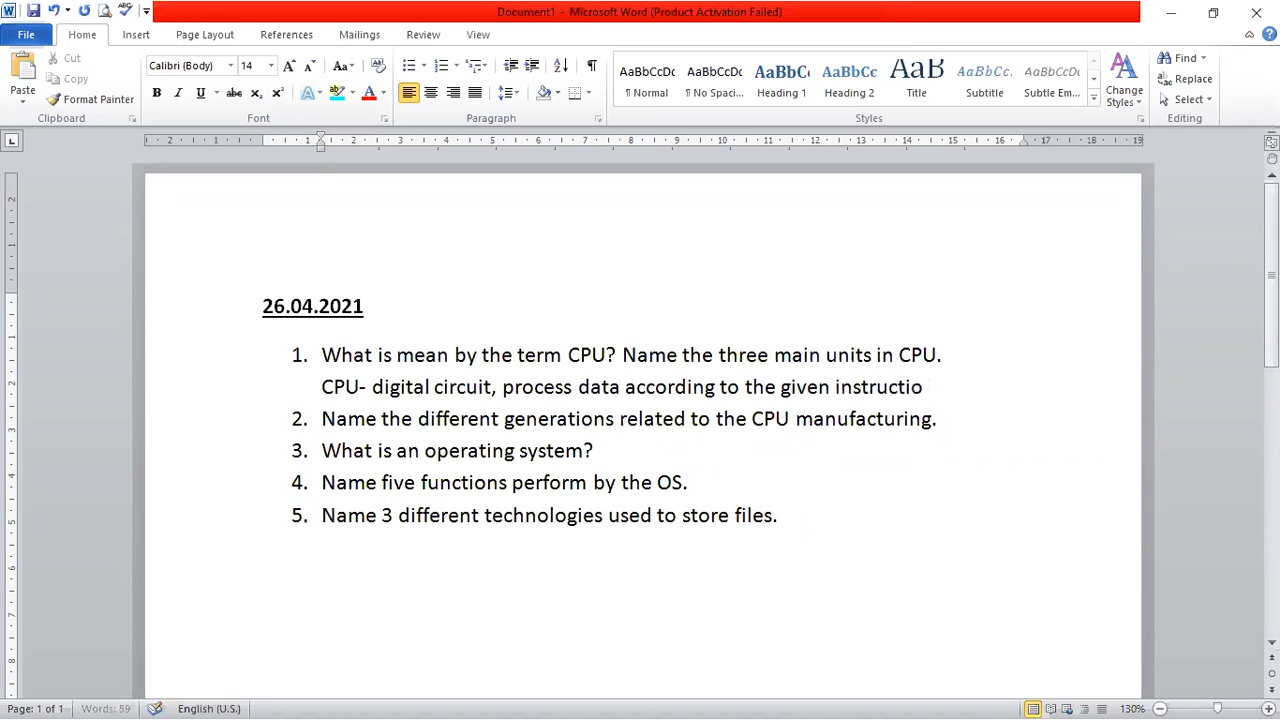 Document1 - Microsoft Word (Product Activation Failed)
File Home Insert Page Layout References Mailings Review View
Paste
Cut
Copy
Format Painter
Clipboard
Calibri (Body) 14
Font
Paragraph
AaBbCcDc AaBbCcDc AaBbCc AaBbCc AaB AaBbCc. AaBbCcDc
¶ Normal ¶ No Spaci... Heading 1 Heading 2 Title Subtitle Subtle Em...
Styles
Change Styles
Find
Replace
Select
Editing
26.04.2021
1. What is mean by the term CPU? Name the three main units in CPU.
CPU- digital circuit, process data according to the given instructio
2. Name the different generations related to the CPU manufacturing.
3. What is an operating system?
4. Name five functions perform by the OS.
5. Name 3 different technologies used to store files.
Page: 1 of 1 Words: 59 English (U.S.) 130%